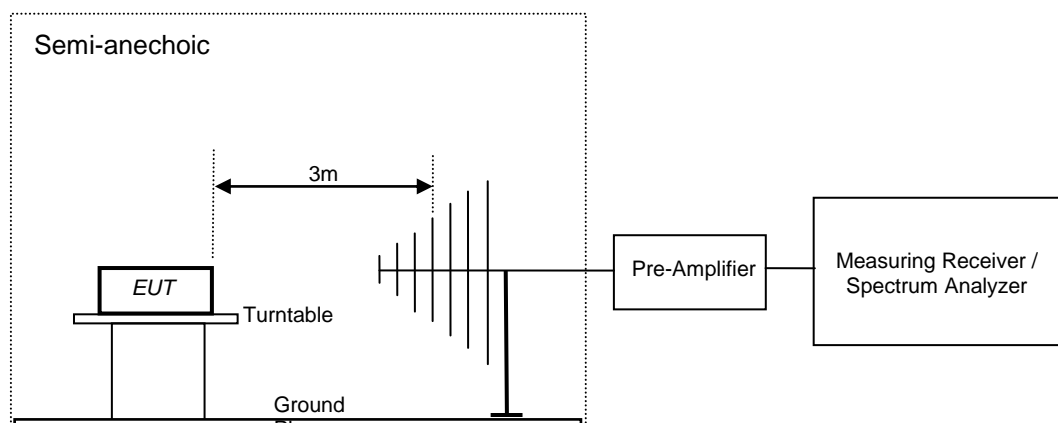 Semi-anechoic
3m
EUT
Turntable
Ground
Pre-Amplifier
Measuring Receiver /
Spectrum Analyzer